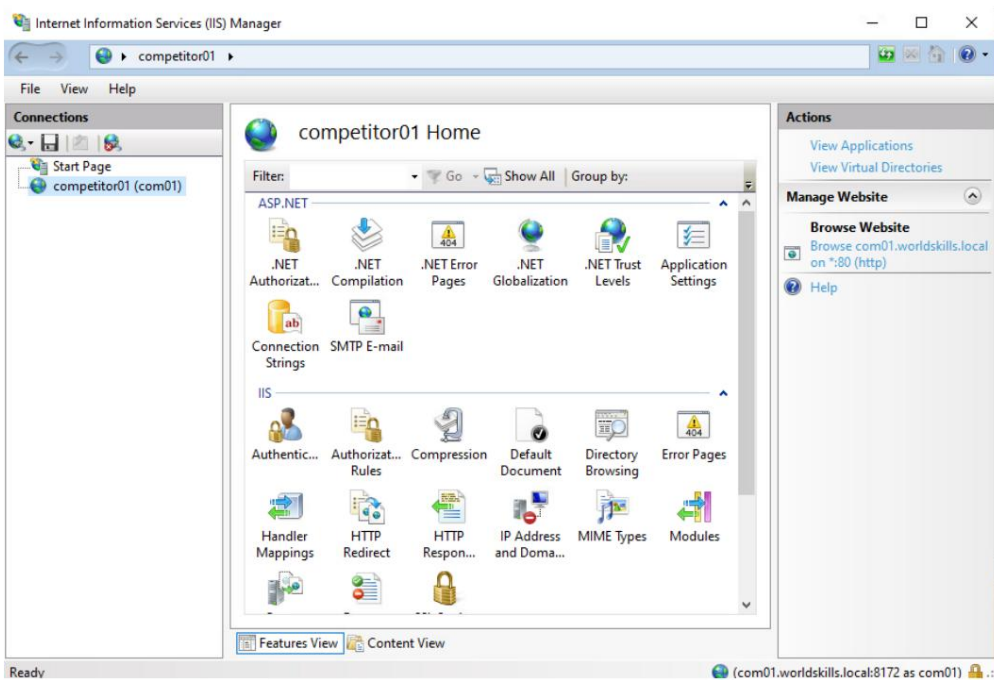 Internet Information Services (IIS) Manager
competitor01
File View Help
Connections
Start Page
competitor01 (com01)
competitor01 Home
Filter: Go Show All Group by:
ASP.NET
.NET Authorizat...
.NET Compilation
.NET Error Pages
.NET Globalization
.NET Trust Levels
Application Settings
Connection Strings
SMTP E-mail
IIS
Authentic...
Authorizat... Rules
Compression
Default Document
Directory Browsing
Error Pages
Handler Mappings
HTTP Redirect
HTTP Respon...
IP Address and Doma...
MIME Types
Modules
Features View Content View
Actions
View Applications
View Virtual Directories
Manage Website
Browse Website
Browse com01.worldskills.local
on *:80 (http)
Help
Ready
(com01.worldskills.local:8172 as com01)